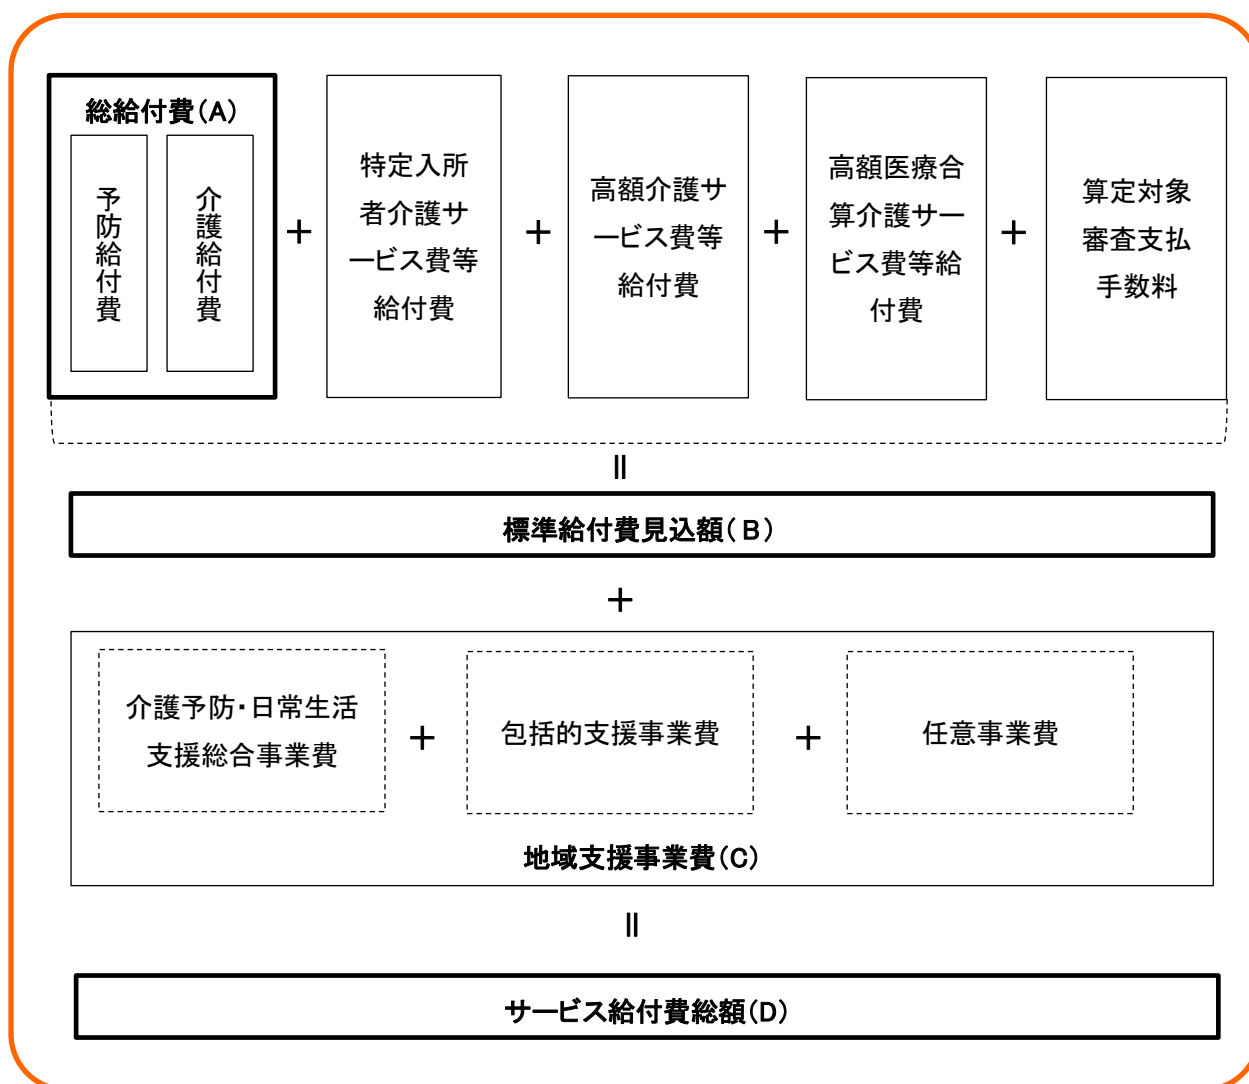 総給付費(A)
予防給付費
介護給付費
＋
特定入所
者介護サ
ービス費等
給付費
＋
高額介護サ
ービス費等
給付費
＋
高額医療合
算介護サー
ビス費等給
付費
＋
算定対象
審査支払
手数料
＝
標準給付費見込額(B)
＋
介護予防・日常生活
支援総合事業費
＋
包括的支援事業費
＋
任意事業費
地域支援事業費(C)
＝
サービス給付費総額(D)